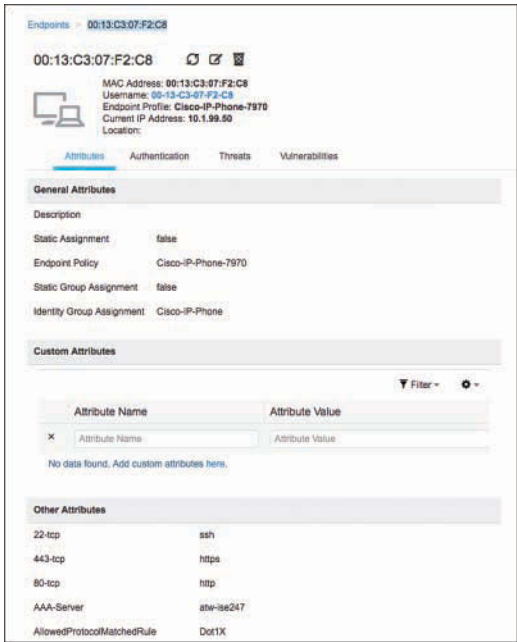 Endpoints > 00:13:C3:07:F2:C8
00:13:C3:07:F2:C8
MAC Address: 00:13:C3:07:F2:C8
Username: 00-13-C3-07-F2-C8
Endpoint Profile: Cisco-IP-Phone-7970
Current IP Address: 10.1.99.50
Location:
Attributes Authentication Threats Vulnerabilities
General Attributes
Description
Static Assignment false
Endpoint Policy Cisco-IP-Phone-7970
Static Group Assignment false
Identity Group Assignment Cisco-IP-Phone
Custom Attributes
Filter
Attribute Name Attribute Value
× Attribute Name Attribute Value
No data found. Add custom attributes here.
Other Attributes
22-tcp ssh
443-tcp https
80-tcp http
AAA-Server atw-ise247
AllowedProtocolMatchedRule Dot1X